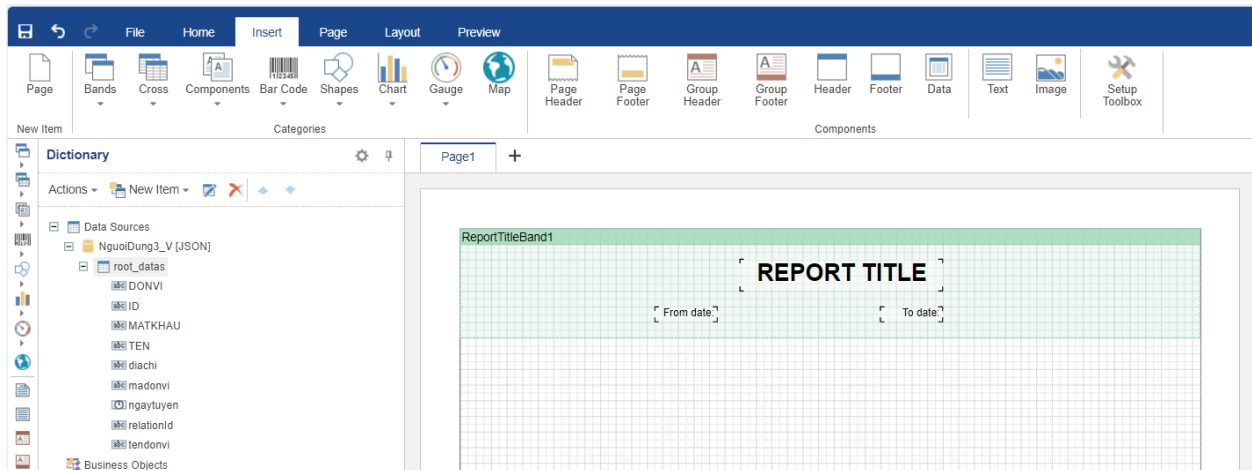 File Home Insert Page Layout Preview
Page Bands Cross Components Bar Code Shapes Chart Gauge Map Page Header Page Footer Group Header Group Footer Header Footer Data Text Image Setup Toolbox
New Item Categories Components
Dictionary
Page1 +
Actions New Item
Data Sources
NguoiDung3_V [JSON]
root_datas
DONVI
ID
MATKHAU
TEN
diachi
madonvi
ngaytuyen
relationId
tendonvi
Business Objects
ReportTitleBand1
REPORT TITLE
From date: To date: